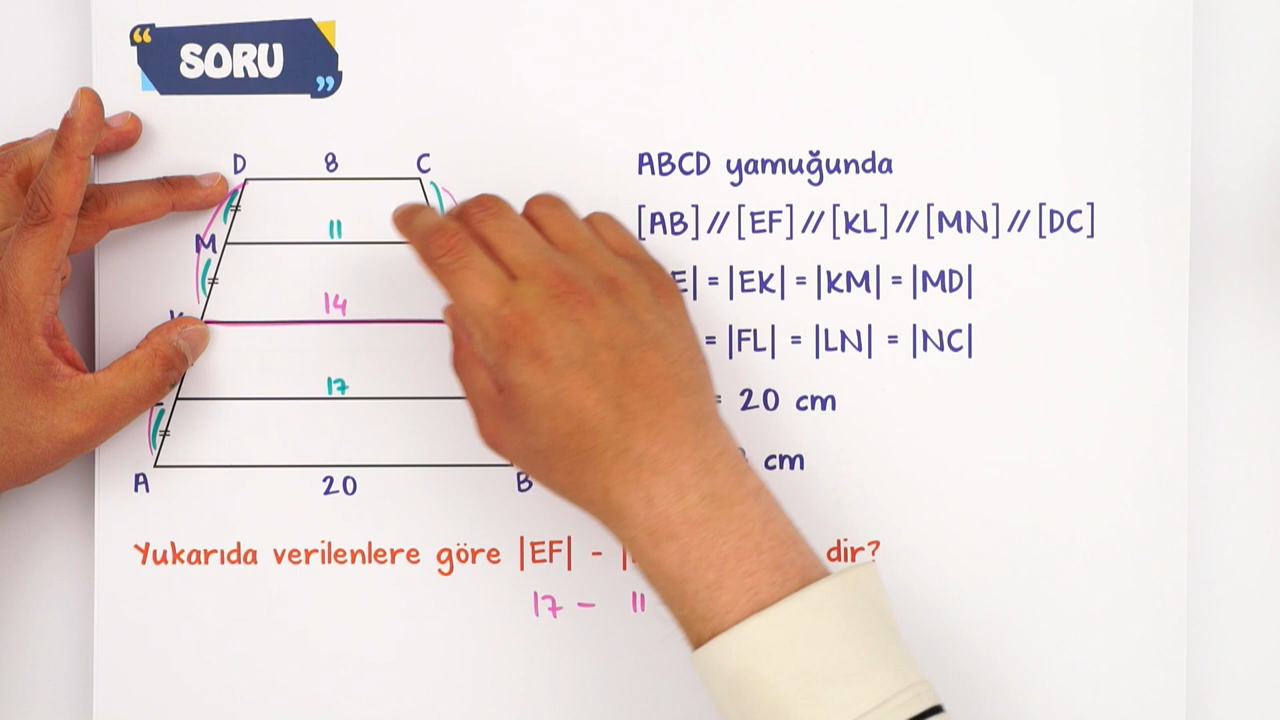 “ SORU ”
D 8 C
M 11
14
17
A 20 B
ABCD yamuğunda
[AB] // [EF] // [KL] // [MN] // [DC]
E| = |EK| = |KM| = |MD|
= |FL| = |LN| = |NC|
= 20 cm
cm
Yukarıda verilenlere göre |EF| - | dir?
17 - 11